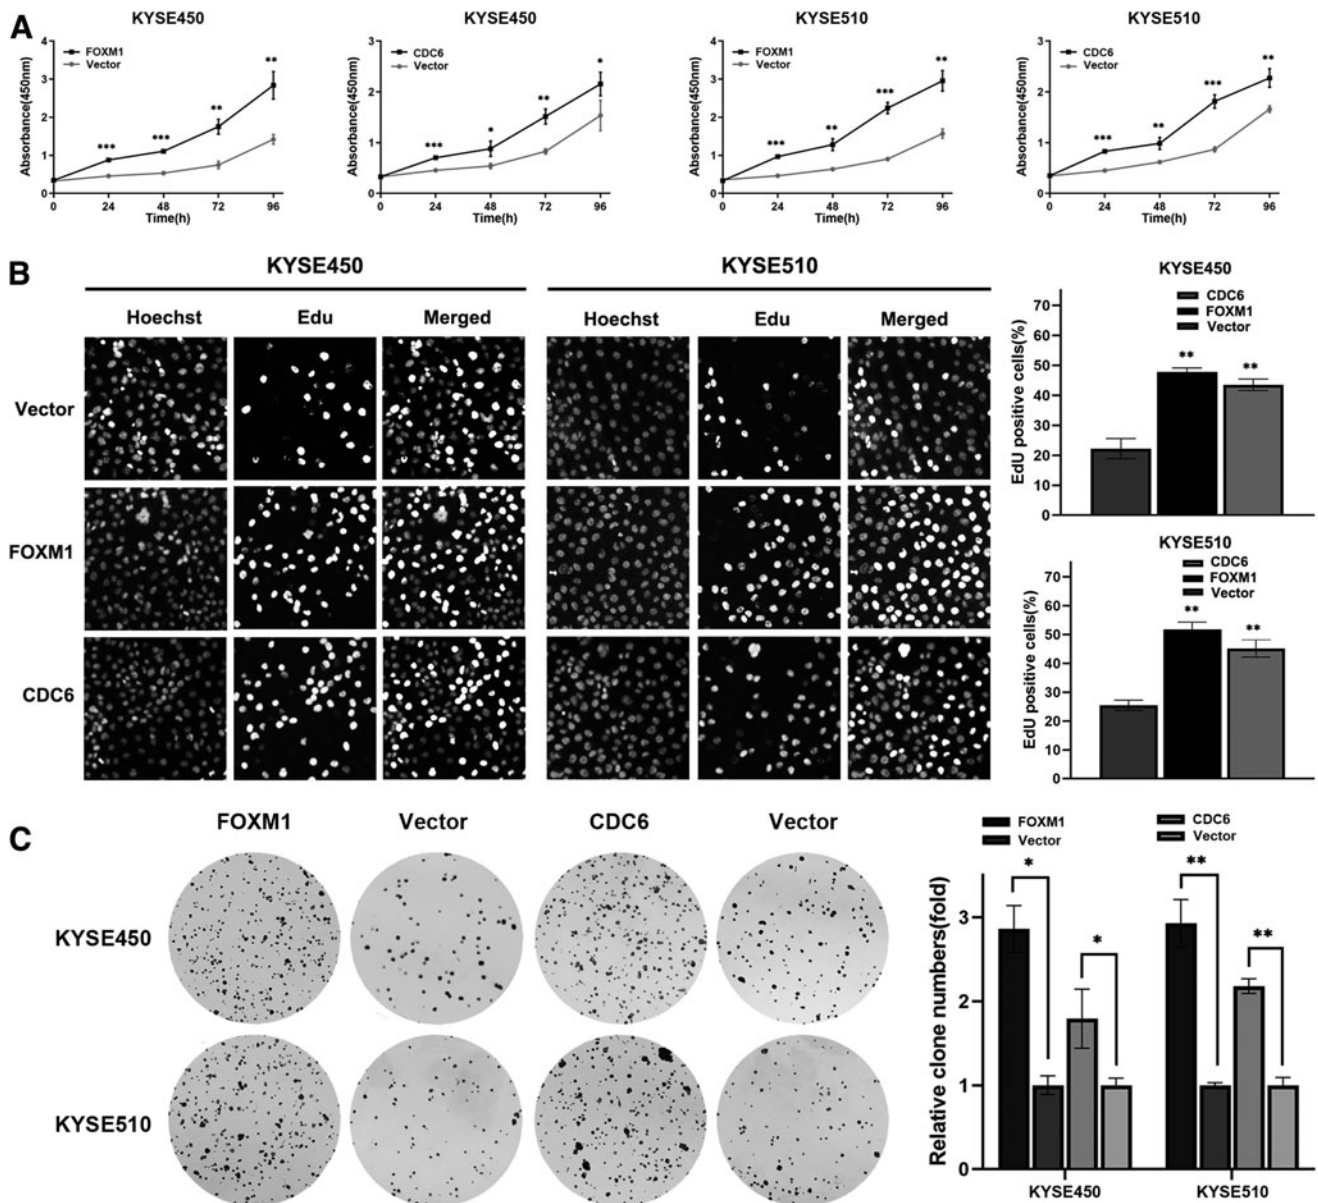 A
KYSE450
Absorbance(450nm)
4
3
2
1
0
FOXM1
Vector
***
***
**
**
0 24 48 72 96
Time(h)
KYSE450
Absorbance(450nm)
3
2
1
0
CDC6
Vector
***
*
**
*
0 24 48 72 96
Time(h)
KYSE510
Absorbance(450nm)
4
3
2
1
0
FOXM1
Vector
***
**
***
**
0 24 48 72 96
Time(h)
KYSE510
Absorbance(450nm)
3
2
1
0
CDC6
Vector
***
**
***
**
0 24 48 72 96
Time(h)
B
KYSE450 KYSE510
Hoechst Edu Merged Hoechst Edu Merged
Vector
FOXM1
CDC6
KYSE450
EdU positive cells(%)
70
60
50
40
30
20
10
0
CDC6
FOXM1
Vector
** **
KYSE510
EdU positive cells(%)
70
60
50
40
30
20
10
0
CDC6
FOXM1
Vector
** **
C
FOXM1 Vector CDC6 Vector
KYSE450
KYSE510
FOXM1 CDC6
Vector Vector
Relative clone numbers(fold)
3
2
1
0
* * ** **
KYSE450 KYSE510